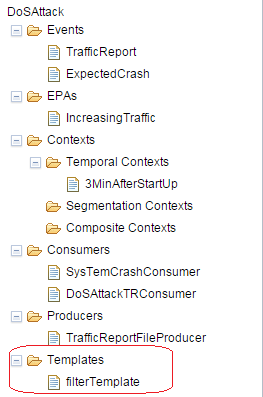 DoSAttack
Events
TrafficReport
ExpectedCrash
EPAs
IncreasingTraffic
Contexts
Temporal Contexts
3MinAfterStartUp
Segmentation Contexts
Composite Contexts
Consumers
SysTemCrashConsumer
DoSAttackTRConsumer
Producers
TrafficReportFileProducer
Templates
filterTemplate